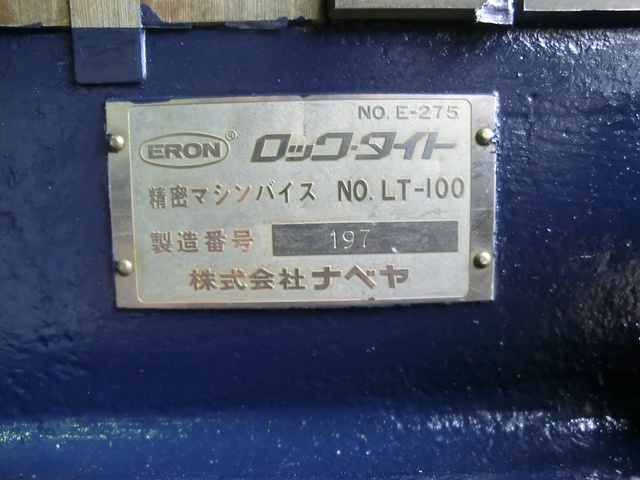 NO. E-275
ERON® ロック・タイト
精密マシンバイス NO. LT-100
製造番号 197
株式会社ナベヤ